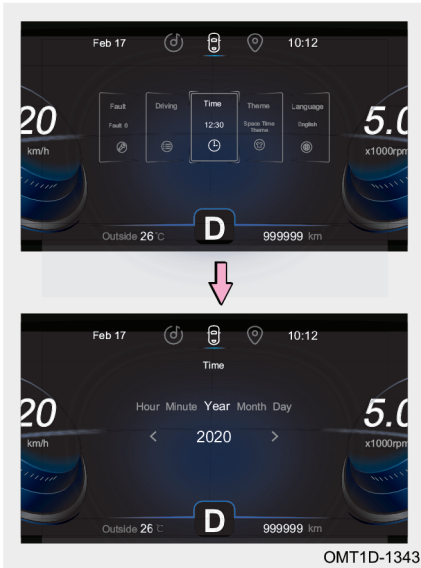 Feb 17 10:12
Fault Driving Time Theme Language
Fault 8 12:30 Space Time Theme English
20 5.0
km/h x1000rpm
D
Outside 26°C 999999 km
Feb 17 10:12
Time
Hour Minute Year Month Day
20 < 2020 > 5.0
km/h x1000rpm
D
Outside 26°C 999999 km
OMT1D-1343